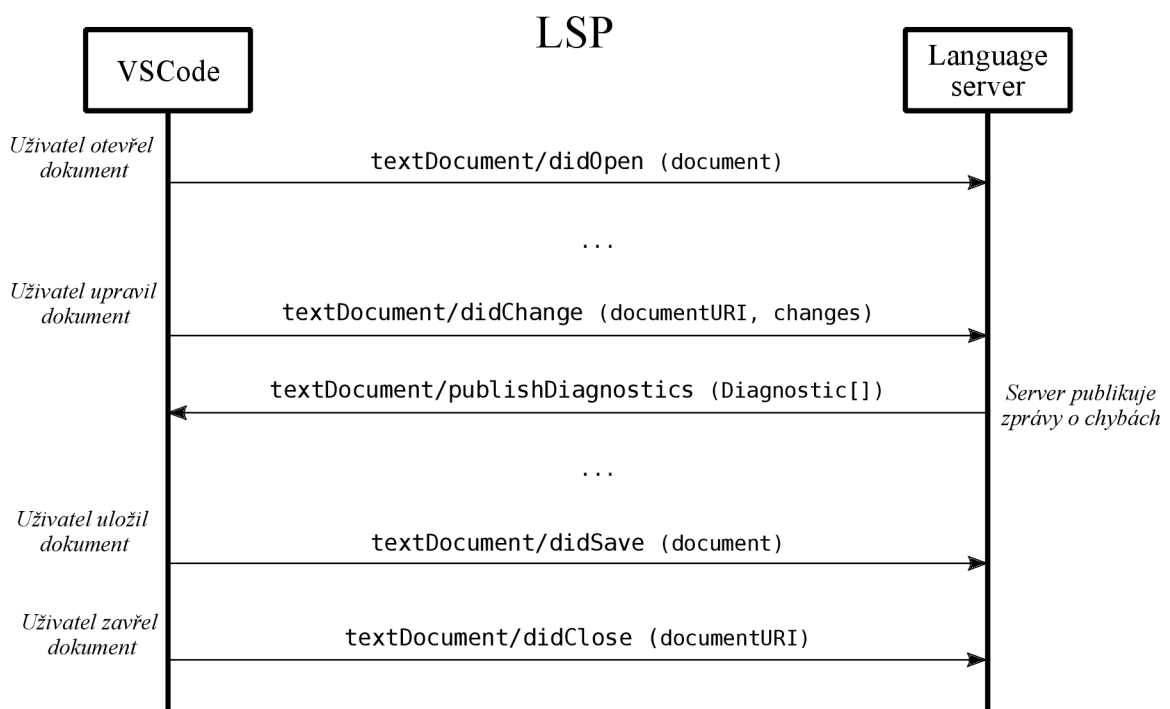 LSP
VSCode
Language
server
Uživatel otevřel
dokument
textDocument/didOpen (document)
...
Uživatel upravil
dokument
textDocument/didChange (documentURI, changes)
textDocument/publishDiagnostics (Diagnostic[])
Server publikuje
zprávy o chybách
...
Uživatel uložil
dokument
textDocument/didSave (document)
Uživatel zavřel
dokument
textDocument/didClose (documentURI)